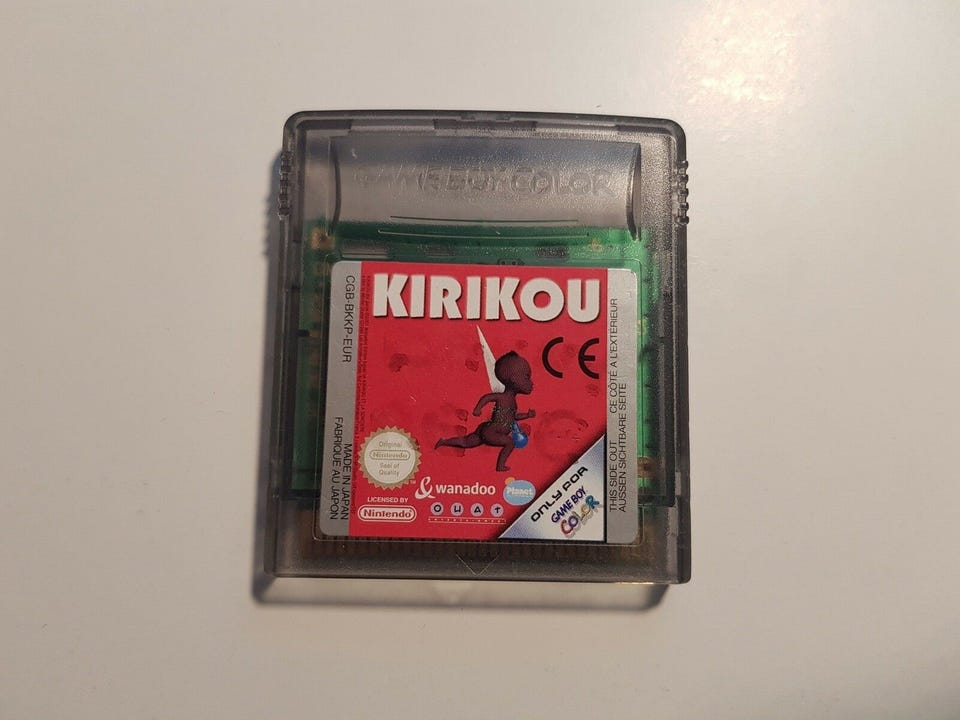 GAME BOY COLOR
KIRIKOU
CE
CGB-BKKP-EUR
MADE IN JAPAN
FABRIQUÉ AU JAPON
Original
Nintendo
Seal of
Quality
TM
LICENSED BY
Nintendo
& wanadoo
Planet
ONLY FOR
GAME BOY
COLOR
THIS SIDE OUT
CE CÔTÉ A L'EXTÉRIEUR
AUSSEN SICHTBARE SEITE